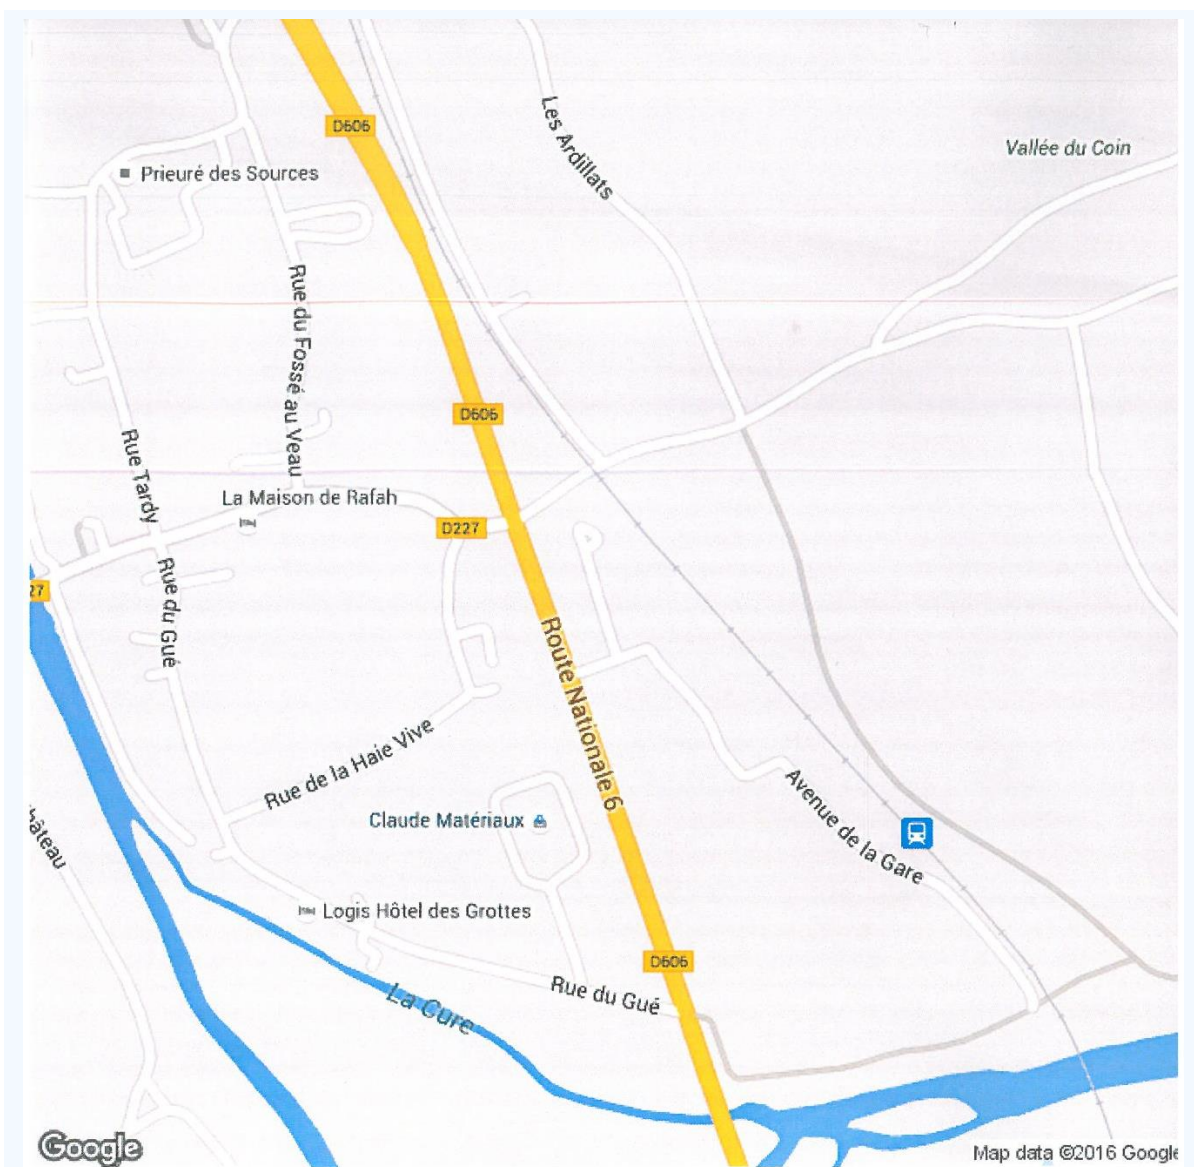 D606
Les Ardillats
Vallée du Coin
Prieuré des Sources
Rue du Fossé au Veau
D606
Rue Tardy
La Maison de Rafah
D227
27
Rue du Gué
Route Nationale 6
Rue de la Haie Vive
Avenue de la Gare
Claude Matériaux
hâteau
Logis Hôtel des Grottes
D606
Rue du Gué
La Cure
Google
Map data ©2016 Google